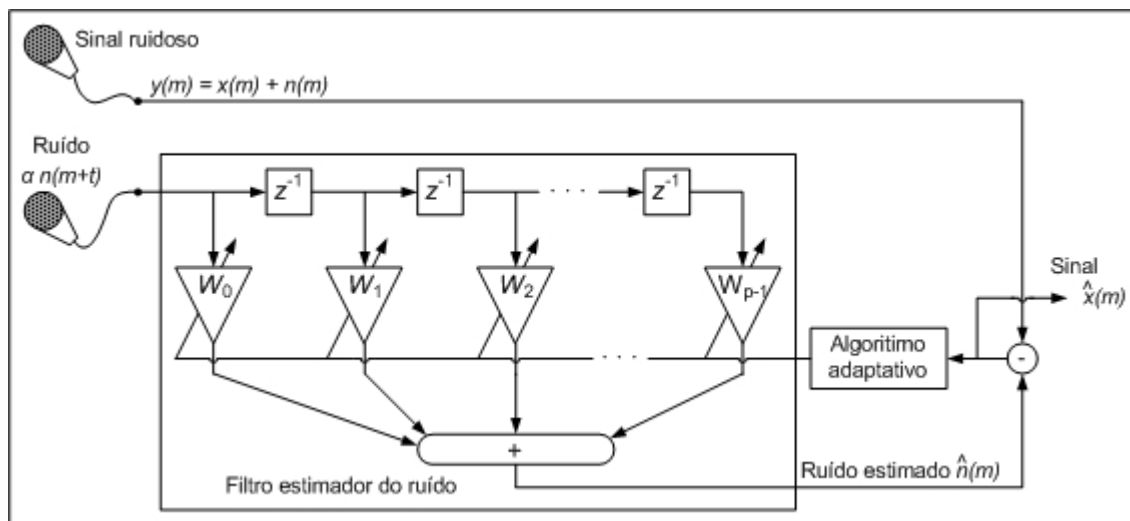 Sinal ruidoso
y(m) = x(m) + n(m)
Ruído
α n(m+t)
z⁻¹
z⁻¹
. . .
z⁻¹
W₀
W₁
W₂
Wₚ₋₁
Sinal
x̂(m)
. . .
Algoritimo
adaptativo
-
+
Filtro estimador do ruído
Ruído estimado n̂(m)